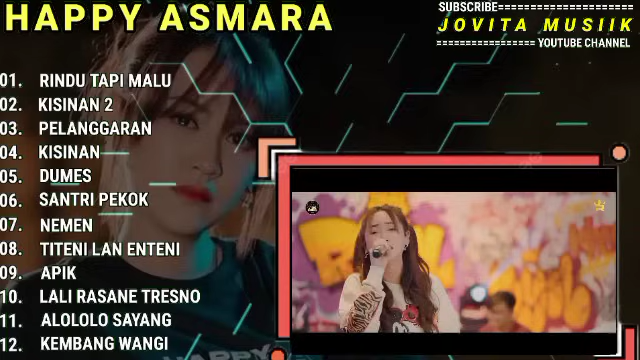 HAPPY ASMARA
SUBSCRIBE====================
JOVITA MUSIIK
================ YOUTUBE CHANNEL
01. RINDU TAPI MALU
02. KISINAN 2
03. PELANGGARAN
04. KISINAN
05. DUMES
06. SANTRI PEKOK
07. NEMEN
08. TITENI LAN ENTENI
09. APIK
10. LALI RASANE TRESNO
11. ALOLOLO SAYANG
12. KEMBANG WANGI
HAPPY